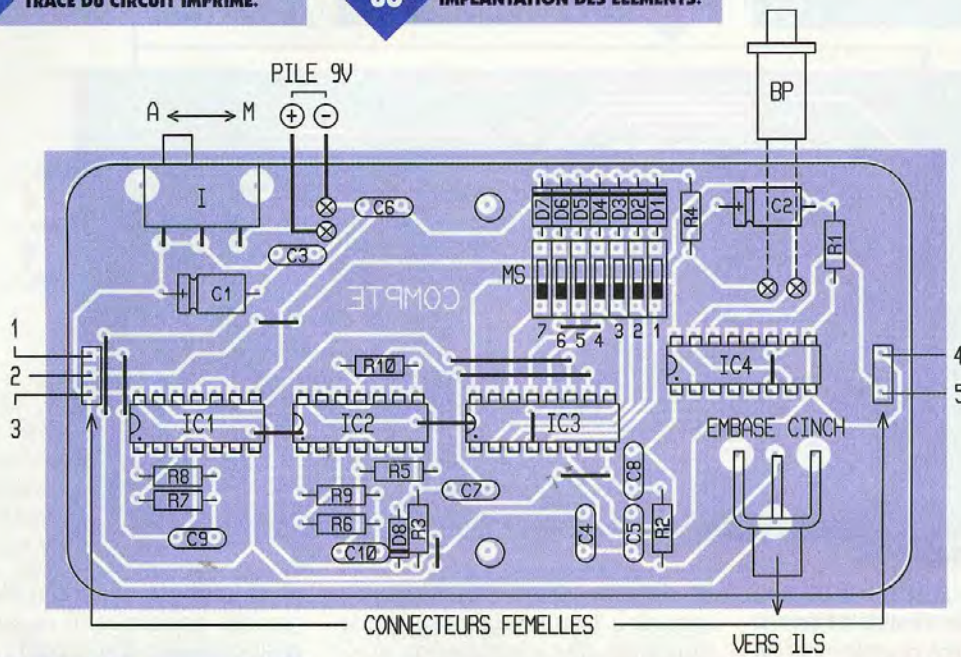 TRACE DU CIRCUIT IMPRIME.
IMPLANTATION DES ELEMENTS.
PILE 9V
A M
+ -
BP
I
C6
D7 D6 D5 D4 D3 D2 D1
R4
C2
R1
C3
C1
MS
COMPTE
7 6 5 4 3 2 1
1
2
3
4
5
R10
IC1
IC2
IC3
IC4
EMBASE CINCH
R8
R7
R5
R9
R6
C9
C10
D8
R3
C7
C8
C4
C5
R2
CONNECTEURS FEMELLES
VERS ILS